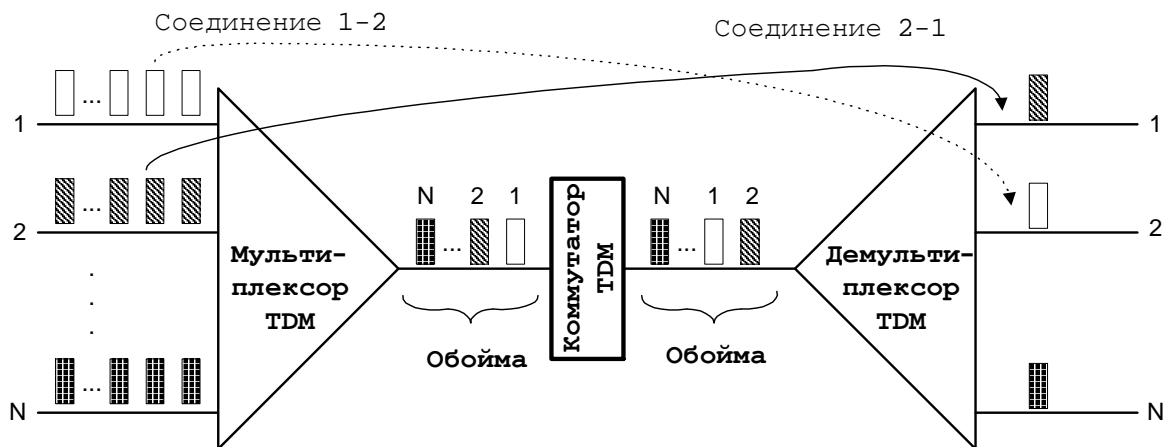 Соединение 1-2
Соединение 2-1
... 
1
1
...
2
2
N ... 2 1
N ... 1 2
Мульти-
плексор
TDM
Коммутатор
TDM
Демульти-
плексор
TDM
Обойма
Обойма
.
.
.
...
N
N